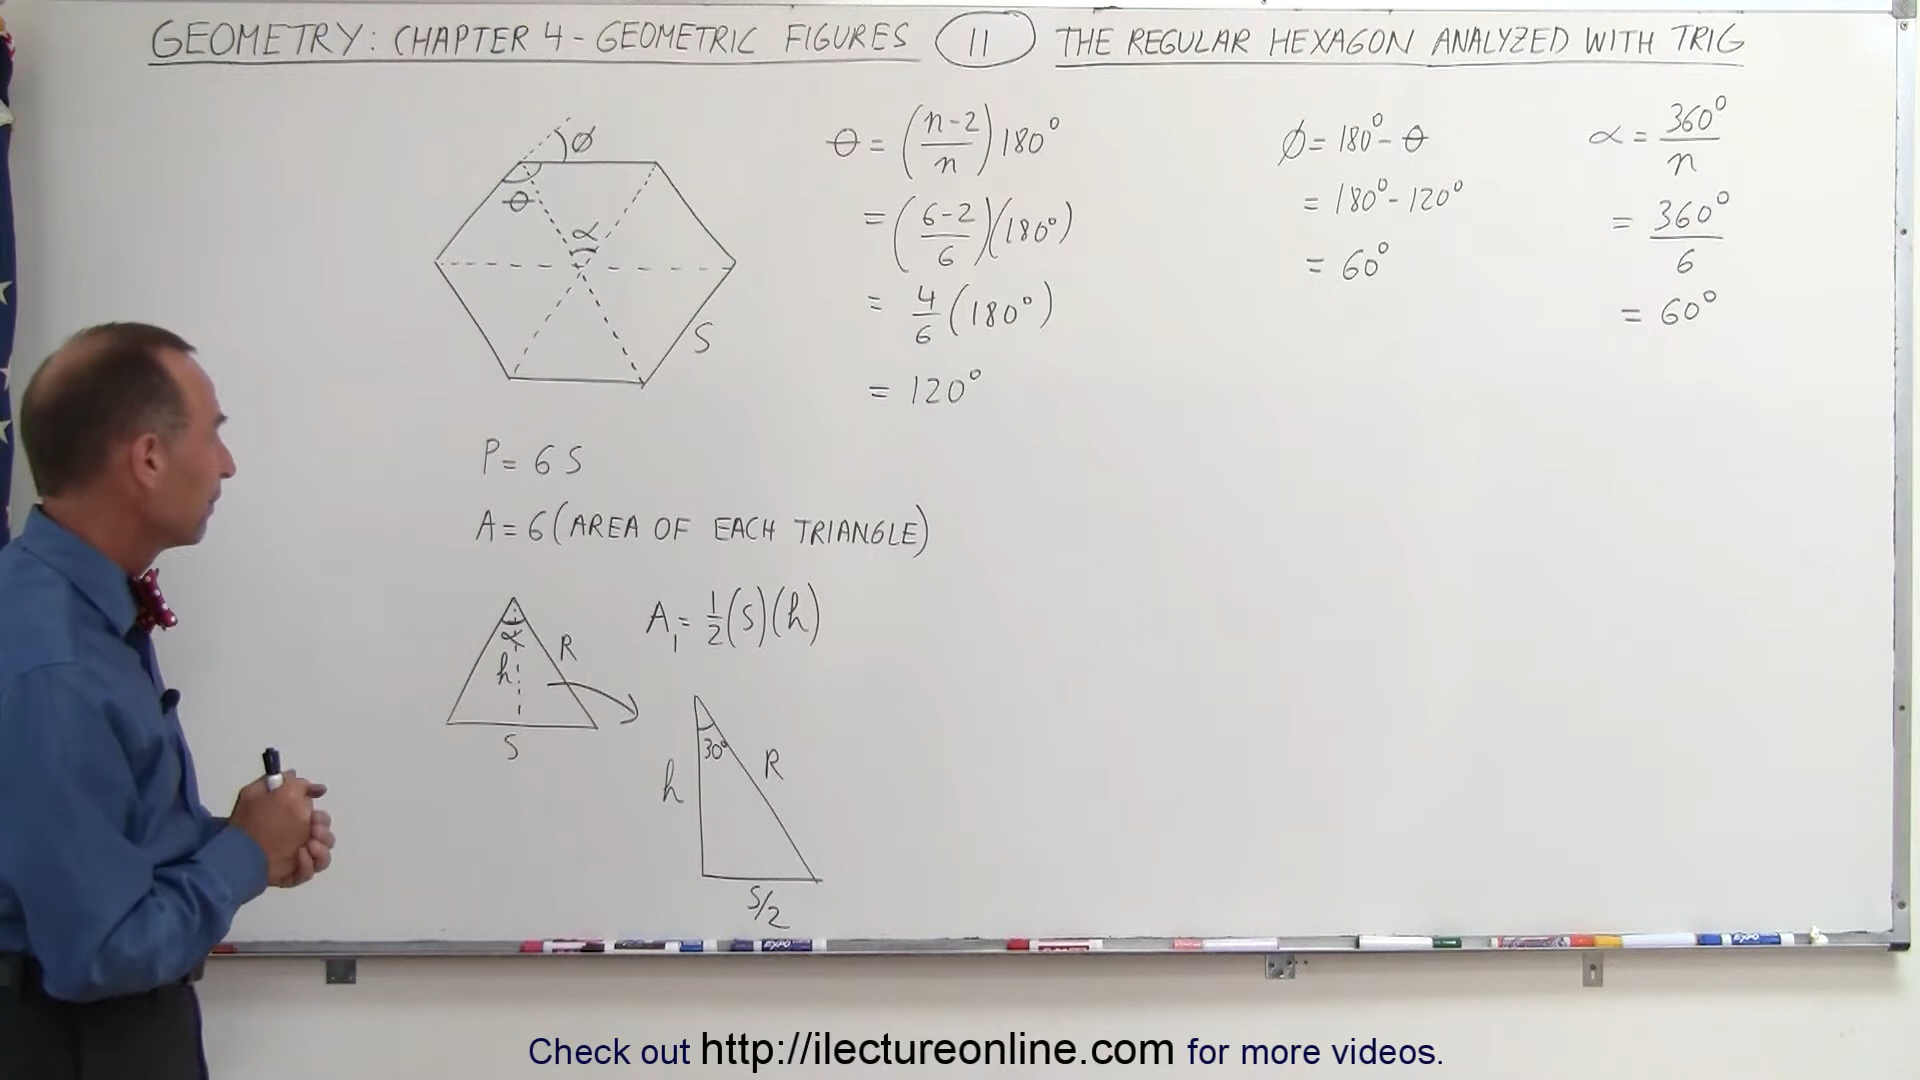 GEOMETRY: CHAPTER 4 - GEOMETRIC FIGURES 11 THE REGULAR HEXAGON ANALYZED WITH TRIG
ϕ
θ
α
S
θ = (n-2/n) 180°
= (6-2/6)(180°)
= 4/6 (180°)
= 120°
ϕ = 180° - θ
= 180° - 120°
= 60°
α = 360°/n
= 360°/6
= 60°
P = 6 S
A = 6 (AREA OF EACH TRIANGLE)
α
h
R
S
A₁ = 1/2 (S)(h)
30°
h
R
S/2
EXPO
EXPO
Check out http://ilectureonline.com for more videos.